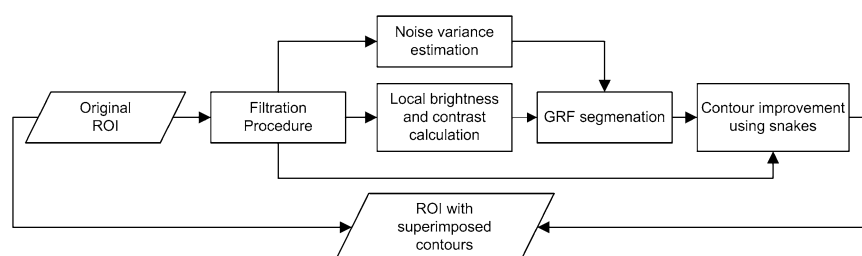 Noise variance
estimation
Original
ROI
Filtration
Procedure
Local brightness
and contrast
calculation
GRF segmenation
Contour improvement
using snakes
ROI with
superimposed
contours